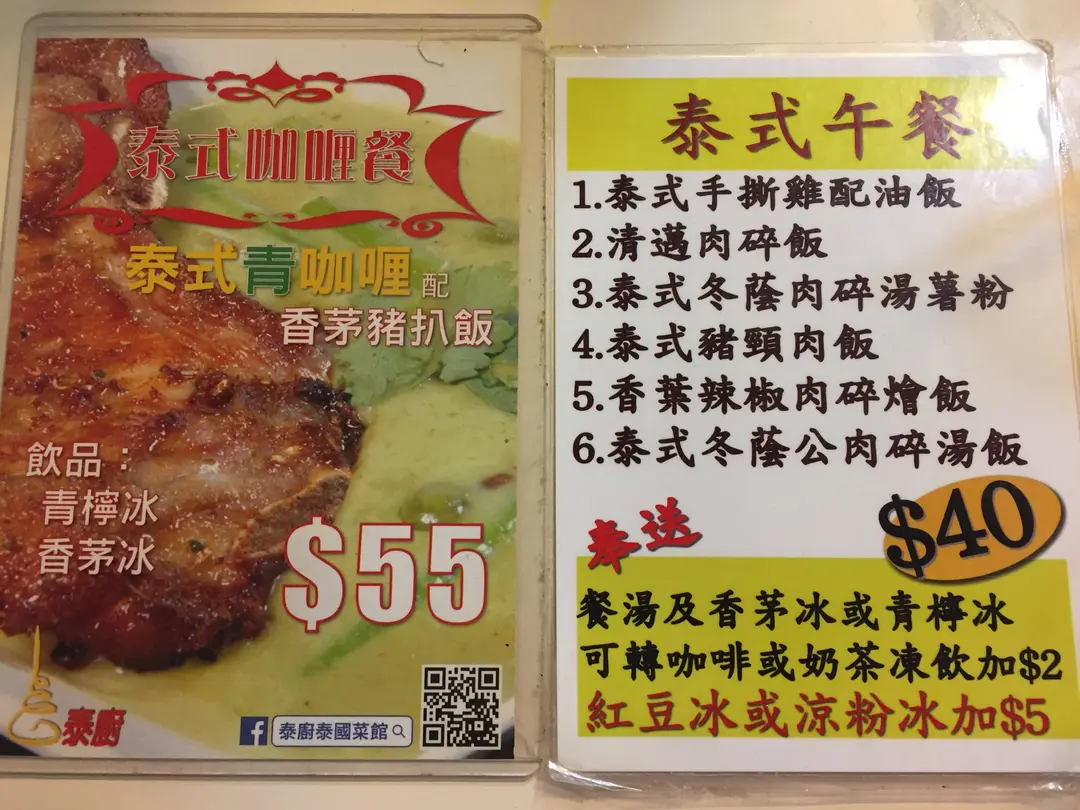 泰式咖喱餐
泰式青咖喱 配
香茅豬扒飯
飲品：
青檸冰
香茅冰
$55
泰廚
泰廚泰國菜館
泰式午餐
1.泰式手撕雞配油飯
2.清邁肉碎飯
3.泰式冬蔭肉碎湯薯粉
4.泰式豬頸肉飯
5.香葉辣椒肉碎燴飯
6.泰式冬蔭公肉碎湯飯
$40
奉送
餐湯及香茅冰或青檸冰
可轉咖啡或奶茶凍飲加$2
紅豆冰或涼粉冰加$5